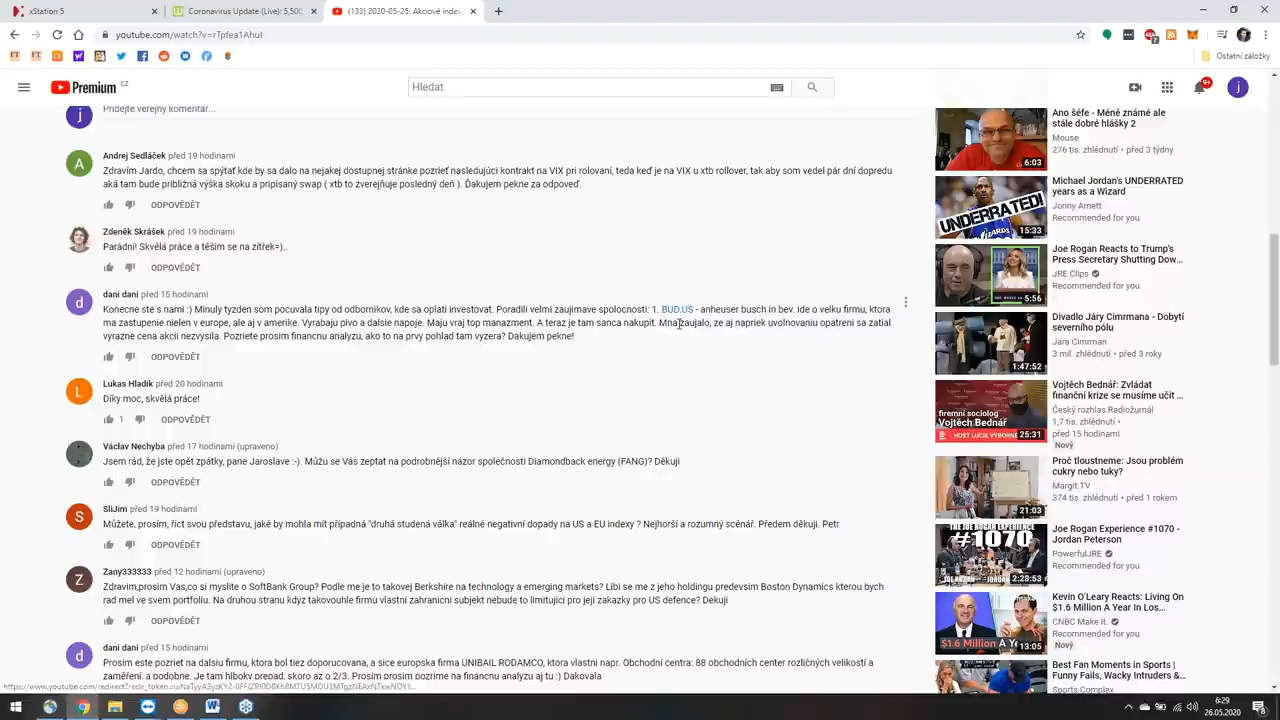 xStation 5
Coronavirus Update (Live): 5,500
(133) 2020-05-25: Akciové index
youtube.com/watch?v=rTpfea1AhuI
Ostatní záložky
Premium CZ
Hledat
9+
Přidejte veřejný komentář...
Andrej Sedláček před 19 hodinami
Zdravím Jardo, chcem sa spýtať kde by sa dalo na nejakej dostupnej stránke pozrieť nasledujúci kontrakt na VIX pri rolovaní, teda keď je na VIX u xtb rollover, tak aby som vedel pár dní dopredu
aká tam bude približná výška skoku a pripísaný swap ( xtb to zverejňuje posledný deň ). Ďakujem pekne za odpoveď.
ODPOVĚDĚT
Zdeněk Skrášek před 19 hodinami
Parádní! Skvělá práce a těším se na zítřek=)..
ODPOVĚDĚT
dani dani před 15 hodinami
Konecne ste s nami :) Minuly tyzden som pocuvala tipy od odbornikov, kde sa oplati investovat. Poradili velmi zaujimave spolocnosti: 1. BUD.US - anheuser busch in bev. ide o velku firmu, ktora
ma zastupenie nielen v europe, ale aj v amerike. Vyrabaju pivo a dalsie napoje. Maju vraj top manazment. A teraz je tam sanca nakupit. Mna zaujalo, ze aj napriek uvolnovaniu opatreni sa zatial
vyrazne cena akcii nezvysila. Pozriete prosim financnu analyzu, ako to na prvy pohlad tam vyzera? Dakujem pekne!
ODPOVĚDĚT
Lukas Hladik před 20 hodinami
Díky moc, skvělá práce!
1 ODPOVĚDĚT
Václav Nechyba před 17 hodinami (upraveno)
Jsem rád, že jste opět zpátky, pane Jaroslave :-). Můžu se Vás zeptat na podrobnější názor společnosti Diamondback energy (FANG)? Děkuji
ODPOVĚDĚT
SliJim před 19 hodinami
Můžete, prosím, říct svou představu, jaké by mohla mít případná "druhá studená válka" reálné negativní dopady na US a EU indexy ? Nejhorší a rozumný scénář. Předem děkuji. Petr
ODPOVĚDĚT
Zany333333 před 12 hodinami (upraveno)
Zdravim,prosim Vas,co si myslite o SoftBank Group? Podle me je to takovej Berkshire na technology a emerging markets? Libi se me z jeho holdingu predevsim Boston Dynamics kterou bych
rad mel ve svem portfoliu. Na druhou stranu kdyz takovouhle firmu vlastni zahranicni subjekt nebude to limitujici pro jeji zakazky pro US defence? Dekuji
ODPOVĚDĚT
dani dani před 15 hodinami
Prosim este pozriet na dalsiu firmu, ktora bol tiez doporucovana, a sice europska firma UNIBAIL RODAMCO, ktora vlastni napr. Obchodní centra: 88 obchodních center rozličných velikostí a
zaměření, a podobne. Je tam hlboky prepad, skoro az o 2/3. Prosim prosim pozrime na financnu analyzu aj tu :) Dakovala
Ano šéfe - Méně známé ale
stále dobré hlášky 2
Mouse
276 tis. zhlédnutí • před 3 týdny
6:03
Michael Jordan's UNDERRATED
years as a Wizard
Jonny Arnett
Recommended for you
UNDERRATED!
15:33
Joe Rogan Reacts to Trump's
Press Secretary Shutting Dow...
JRE Clips
Recommended for you
5:56
Divadlo Járy Cimrmana - Dobytí
severního pólu
Jára Cimrman
3 mil. zhlédnutí • před 3 roky
1:47:52
Vojtěch Bednář: Zvládat
finanční krize se musíme učit ...
Český rozhlas Radiožurnál
1,7 tis. zhlédnutí •
před 15 hodinami
Nový
firemní sociolog
Vojtěch Bednář
HOST LUCIE VÝBORNÉ
25:31
Proč tloustneme: Jsou problém
cukry nebo tuky?
Margit.TV
374 tis. zhlédnutí • před 1 rokem
21:03
Joe Rogan Experience #1070 -
Jordan Peterson
PowerfulJRE
Recommended for you
THE JOE ROGAN EXPERIENCE
#1070
2:28:53
Kevin O'Leary Reacts: Living On
$1.6 Million A Year In Los...
CNBC Make It.
Recommended for you
Nový
$1.6 Million A Ye
13:05
Best Fan Moments in Sports |
Funny Fails, Wacky Intruders &...
Sports Complex
6:29
26.05.2020
8